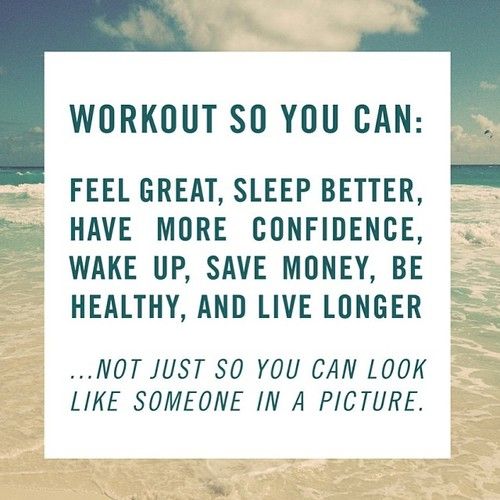 WORKOUT SO YOU CAN:
FEEL GREAT, SLEEP BETTER,
HAVE MORE CONFIDENCE,
WAKE UP, SAVE MONEY, BE
HEALTHY, AND LIVE LONGER
...NOT JUST SO YOU CAN LOOK
LIKE SOMEONE IN A PICTURE.